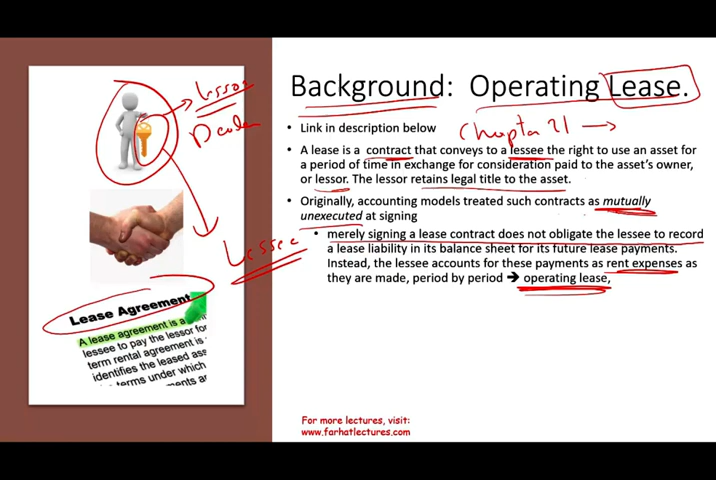 Background: Operating Lease.
Lessor
Dealer
• Link in description below
Chapter 21
• A lease is a contract that conveys to a lessee the right to use an asset for
a period of time in exchange for consideration paid to the asset's owner,
or lessor. The lessor retains legal title to the asset.
• Originally, accounting models treated such contracts as mutually
unexecuted at signing
• merely signing a lease contract does not obligate the lessee to record
a lease liability in its balance sheet for its future lease payments.
Instead, the lessee accounts for these payments as rent expenses as
they are made, period by period ➔ operating lease,
Lessee
Lease Agreement
A lease agreement is a
lessee to pay the lessor for
term rental agreement is
identifies the leased
terms under which
For more lectures, visit:
www.farhatlectures.com